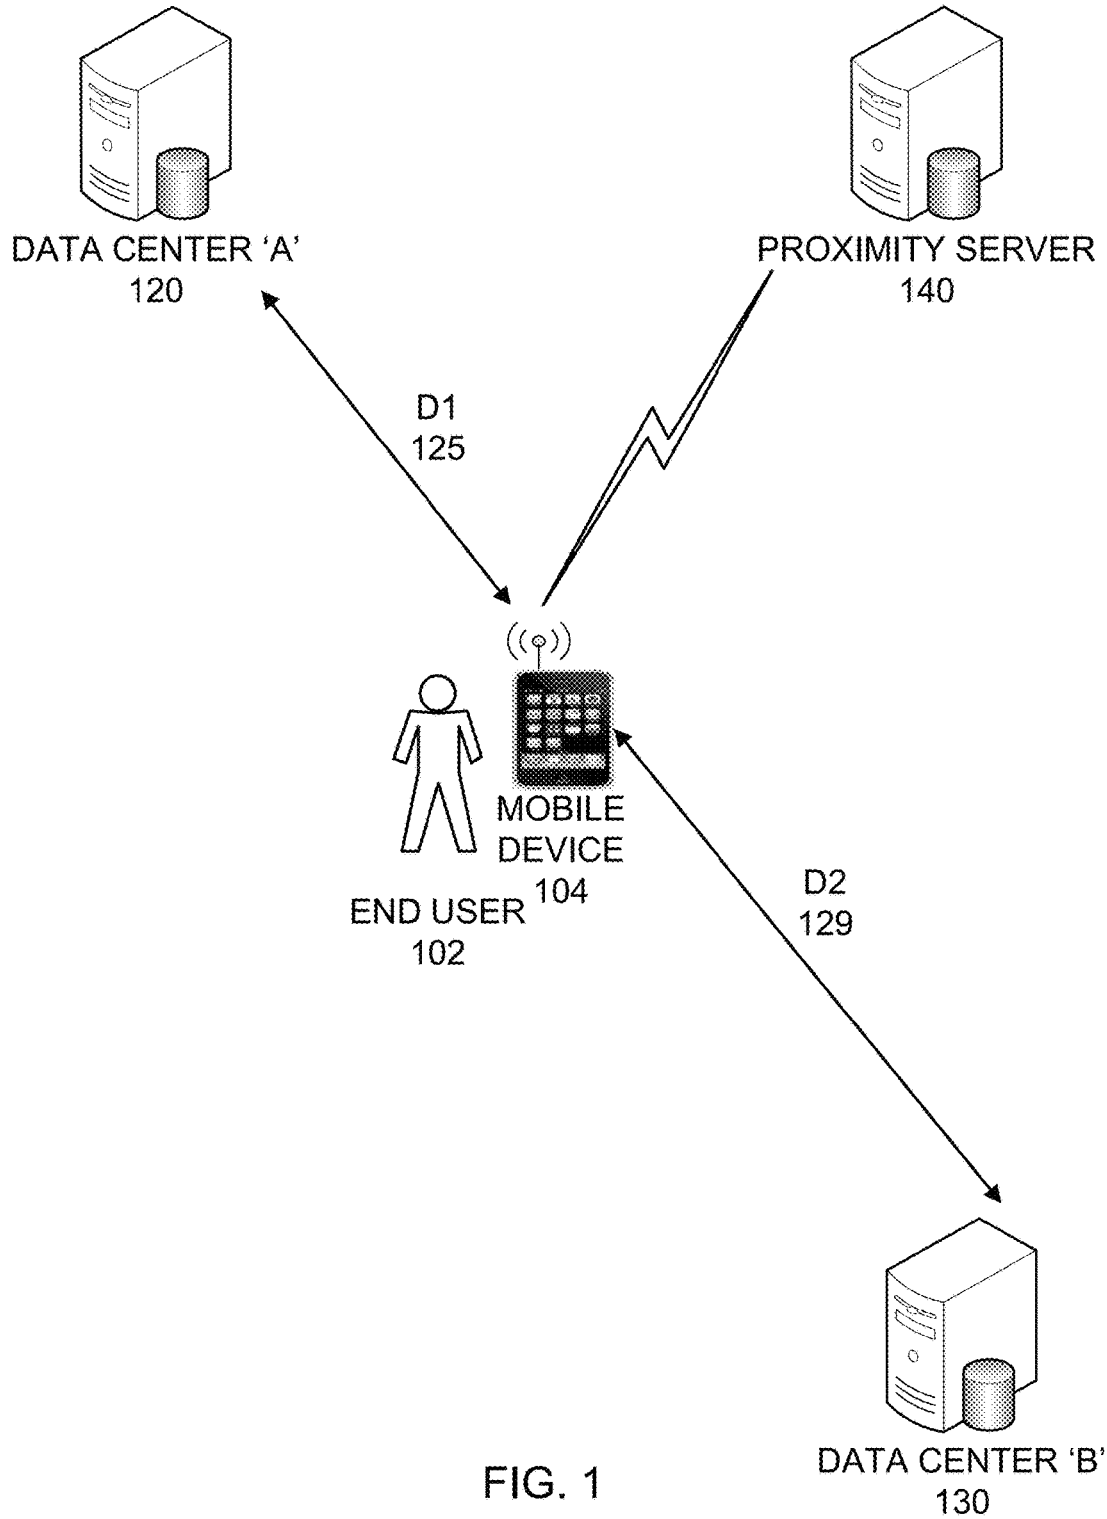 DATA CENTER ‘A’
120
PROXIMITY SERVER
140
D1
125
MOBILE
DEVICE
104
END USER
102
D2
129
DATA CENTER ‘B’
130
FIG. 1